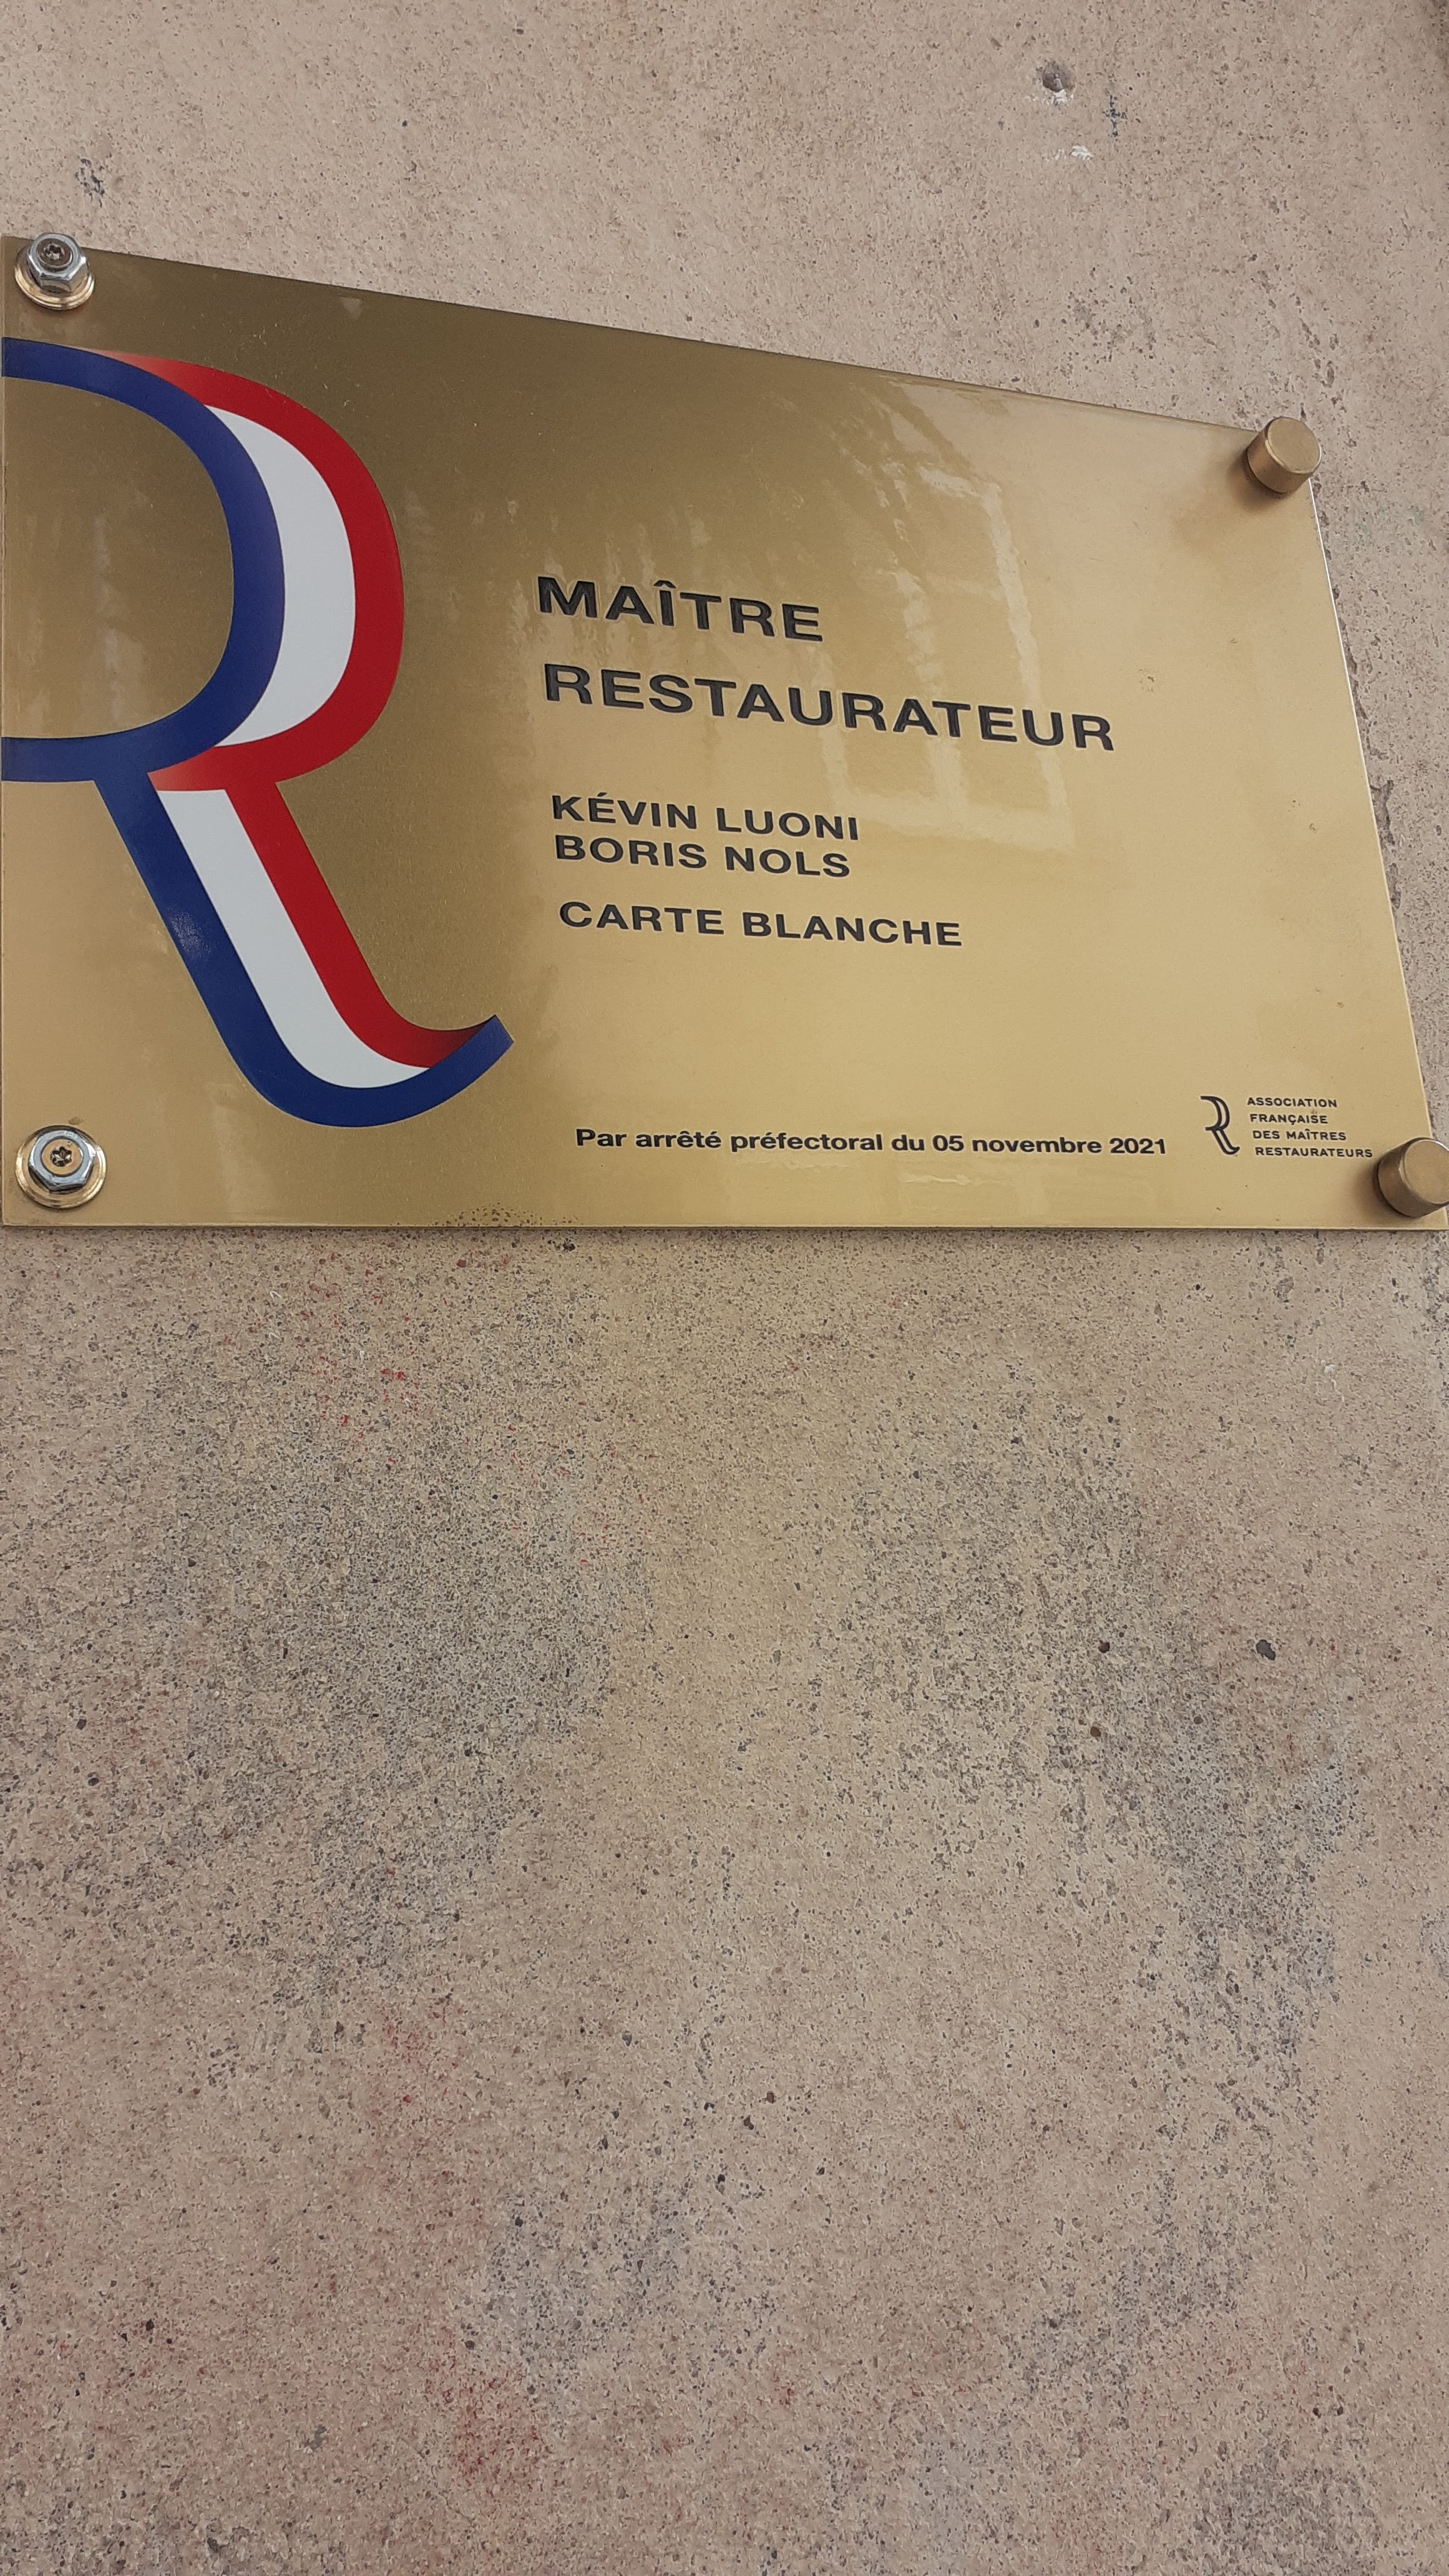 MAÎTRE
RESTAURATEUR
KÉVIN LUONI
BORIS NOLS
CARTE BLANCHE
Par arrêté préfectoral du 05 novembre 2021
ASSOCIATION
FRANÇAISE
DES MAÎTRES
RESTAURATEURS